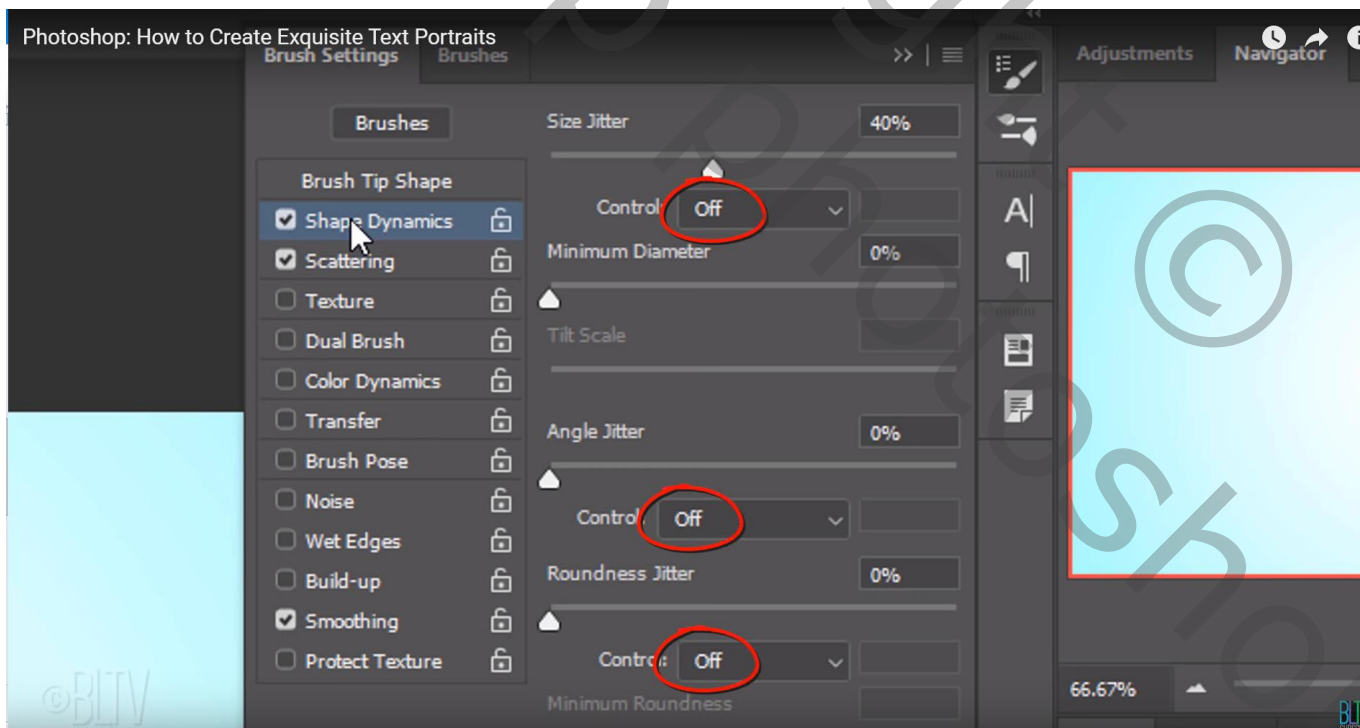 Photoshop: How to Create Exquisite Text Portraits
Brush Settings Brushes
Adjustments Navigator
Brushes
Brush Tip Shape
Shape Dynamics
Scattering
Texture
Dual Brush
Color Dynamics
Transfer
Brush Pose
Noise
Wet Edges
Build-up
Smoothing
Protect Texture
Size Jitter 40%
Control: Off
Minimum Diameter 0%
Tilt Scale
Angle Jitter 0%
Control: Off
Roundness Jitter 0%
Control: Off
Minimum Roundness
66.67%
©BLTV
© photoshop